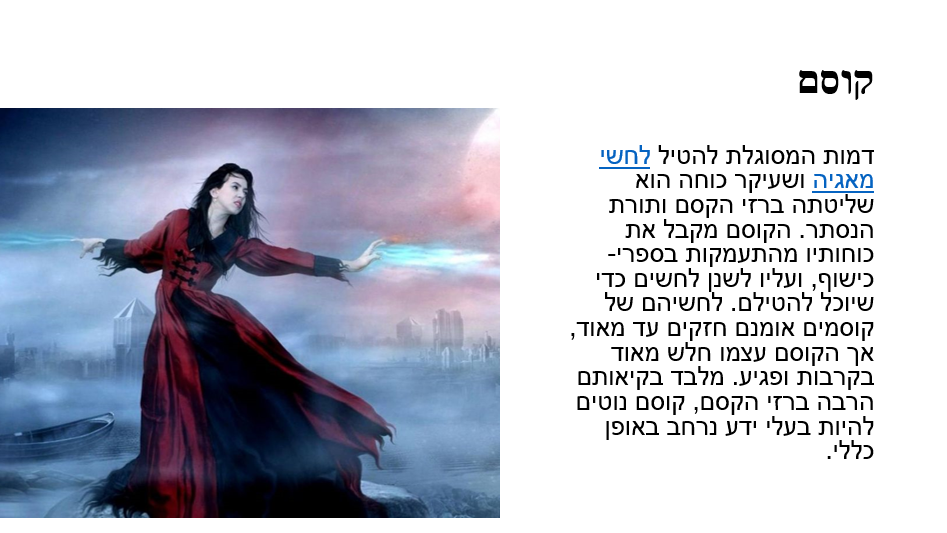 קוסם
דמות המסוגלת להטיל לחשי
מאגיה ושעיקר כוחה הוא
שליטתה ברזי הקסם ותורת
הנסתר. הקוסם מקבל את
כוחותיו מהתעמקות בספרי-
כישוף, ועליו לשנן לחשים כדי
שיוכל להטילם. לחשיהם של
קוסמים אומנם חזקים עד מאוד,
אך הקוסם עצמו חלש מאוד
בקרבות ופגיע. מלבד בקיאותם
הרבה ברזי הקסם, קוסם נוטים
להיות בעלי ידע נרחב באופן
כללי.